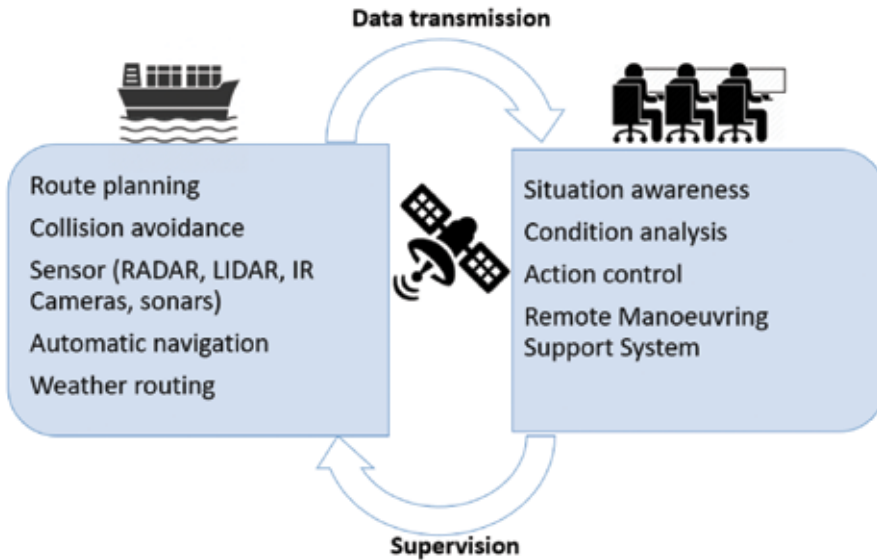 Data transmission
Route planning
Collision avoidance
Sensor (RADAR, LIDAR, IR
Cameras, sonars)
Automatic navigation
Weather routing
Situation awareness
Condition analysis
Action control
Remote Manoeuvring
Support System
Supervision